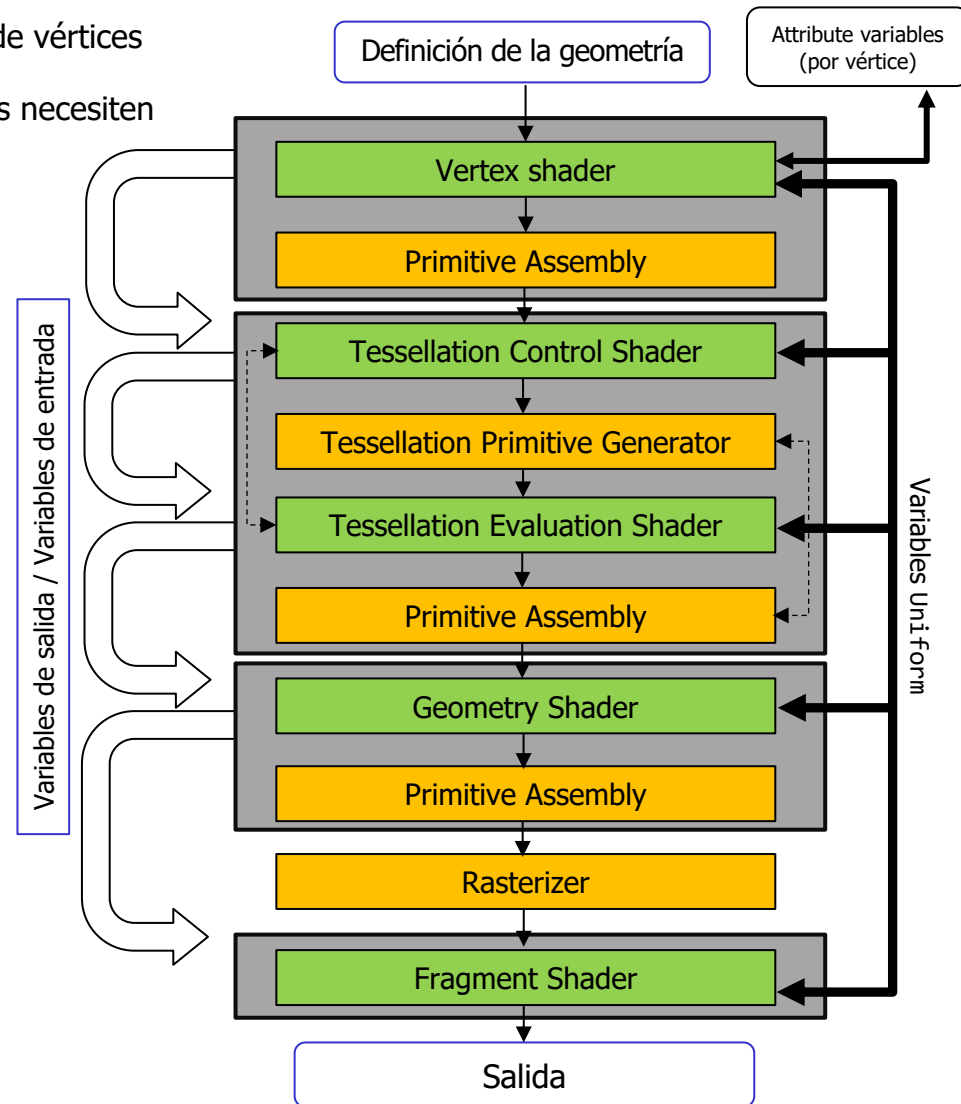 de vértices
s necesiten
Definición de la geometría
Attribute variables
(por vértice)
Vertex shader
Primitive Assembly
Tessellation Control Shader
Tessellation Primitive Generator
Tessellation Evaluation Shader
Primitive Assembly
Geometry Shader
Primitive Assembly
Rasterizer
Fragment Shader
Salida
Variables de salida / Variables de entrada
Variables Uniform